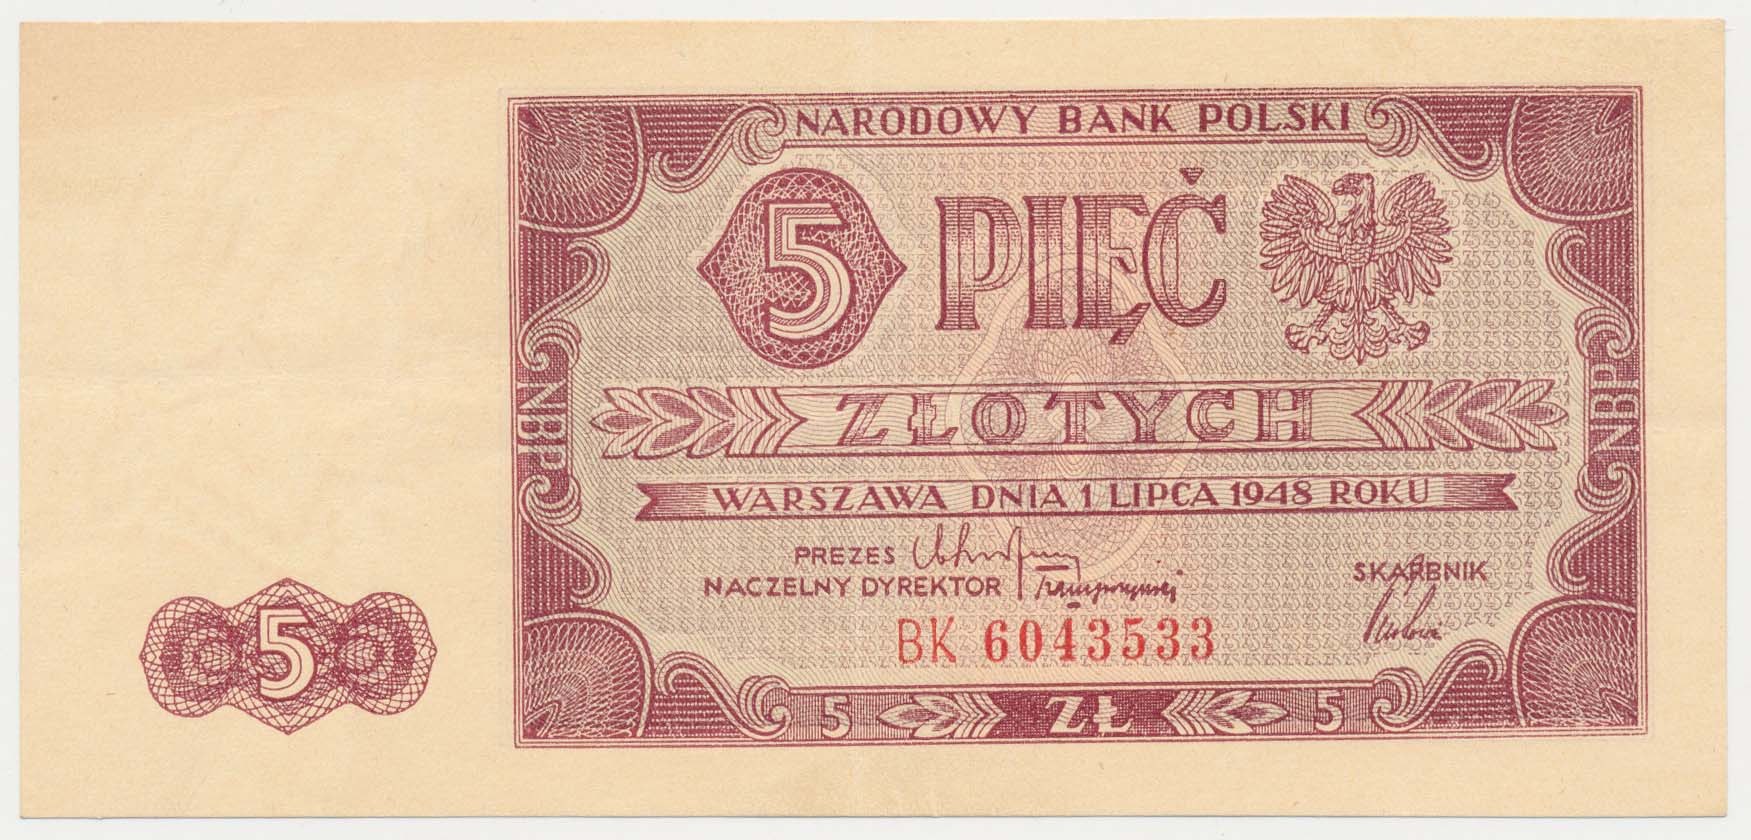 NARODOWY BANK POLSKI
5 PIĘĆ
ZŁOTYCH
WARSZAWA DNIA 1 LIPCA 1948 ROKU
PREZES
NACZELNY DYREKTOR
SKARBNIK
BK 6043533
5 ZŁ 5
NBP
NBP
5